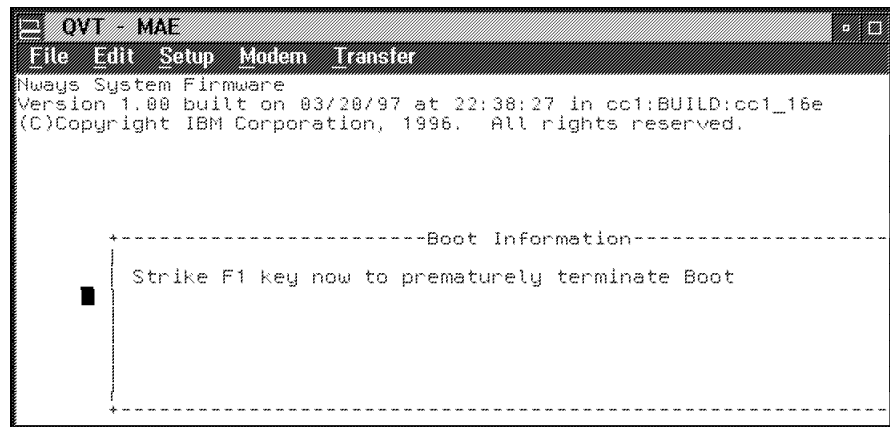 QVT - MAE
File Edit Setup Modem Transfer
Nways System Firmware
Version 1.00 built on 03/20/97 at 22:38:27 in cc1:BUILD:cc1_16e
(C)Copyright IBM Corporation, 1996. All rights reserved.
Boot Information
Strike F1 key now to prematurely terminate Boot